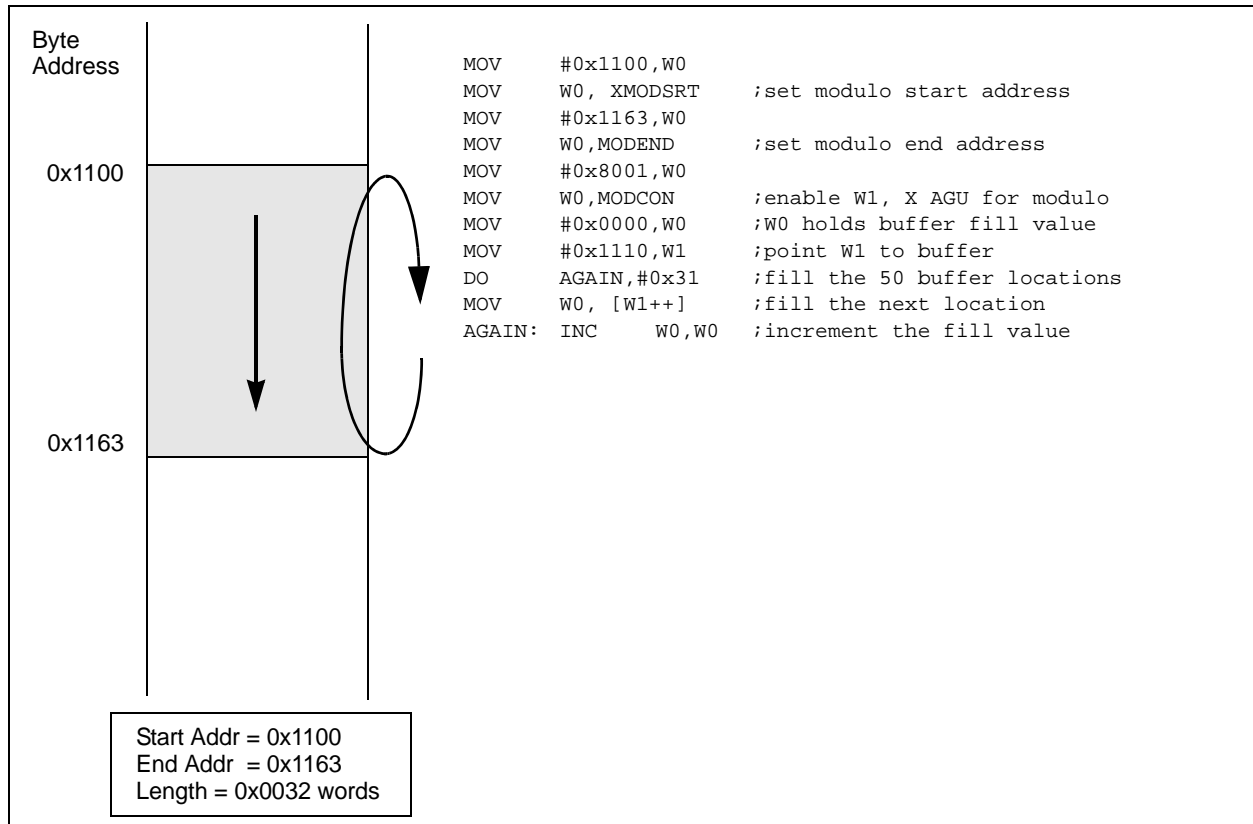 Byte
Address
0x1100
0x1163
MOV #0x1100,W0
MOV W0, XMODSRT ;set modulo start address
MOV #0x1163,W0
MOV W0,MODEND ;set modulo end address
MOV #0x8001,W0
MOV W0,MODCON ;enable W1, X AGU for modulo
MOV #0x0000,W0 ;W0 holds buffer fill value
MOV #0x1110,W1 ;point W1 to buffer
DO AGAIN,#0x31 ;fill the 50 buffer locations
MOV W0, [W1++] ;fill the next location
AGAIN: INC W0,W0 ;increment the fill value
Start Addr = 0x1100
End Addr = 0x1163
Length = 0x0032 words